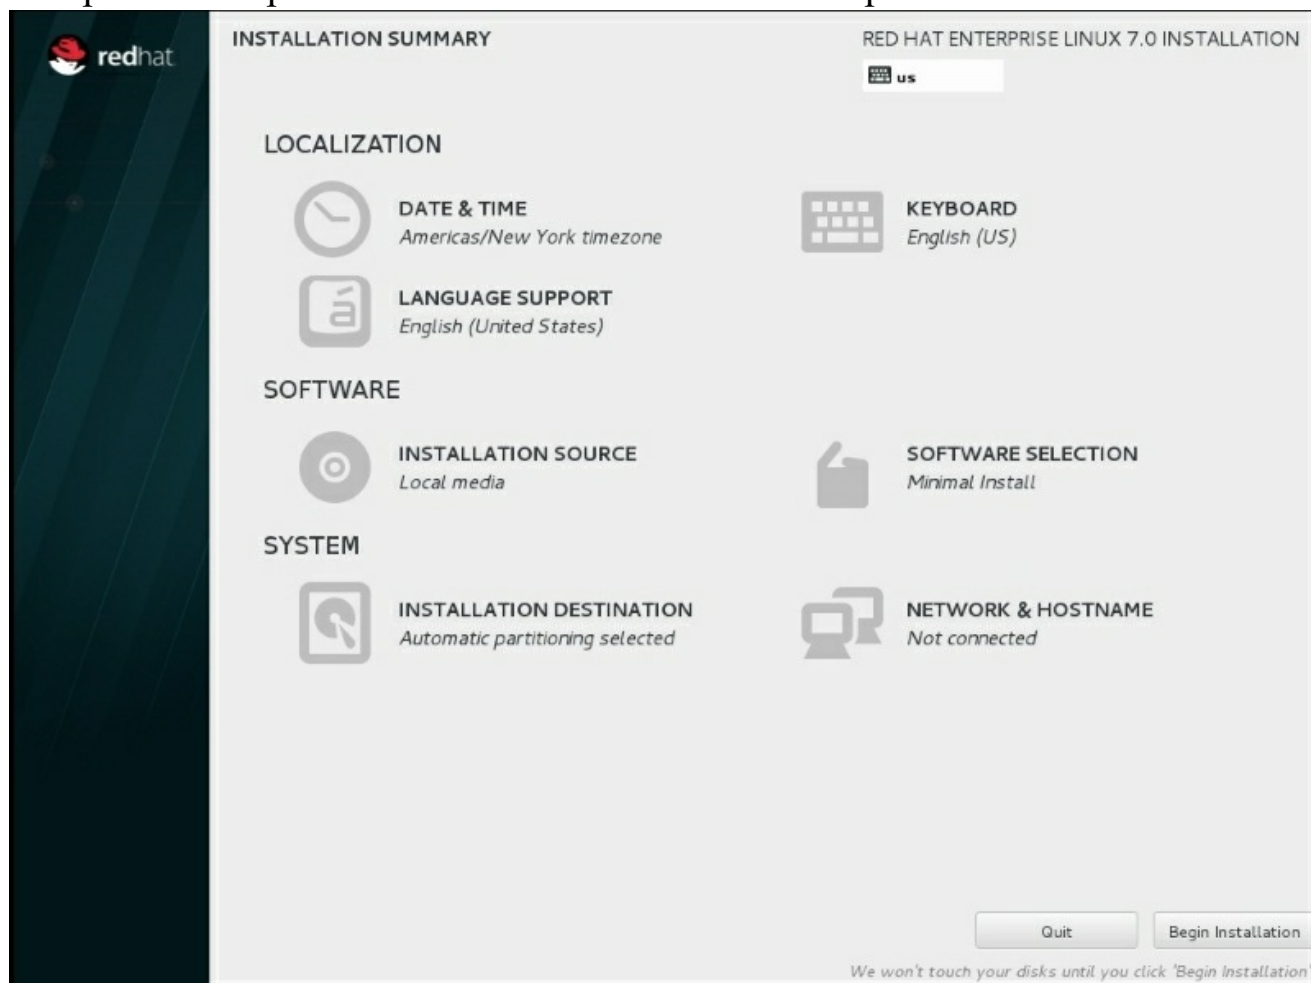 redhat
INSTALLATION SUMMARY
RED HAT ENTERPRISE LINUX 7.0 INSTALLATION
us
LOCALIZATION
DATE & TIME
Americas/New York timezone
KEYBOARD
English (US)
LANGUAGE SUPPORT
English (United States)
SOFTWARE
INSTALLATION SOURCE
Local media
SOFTWARE SELECTION
Minimal Install
SYSTEM
INSTALLATION DESTINATION
Automatic partitioning selected
NETWORK & HOSTNAME
Not connected
Quit
Begin Installation
We won't touch your disks until you click 'Begin Installation'